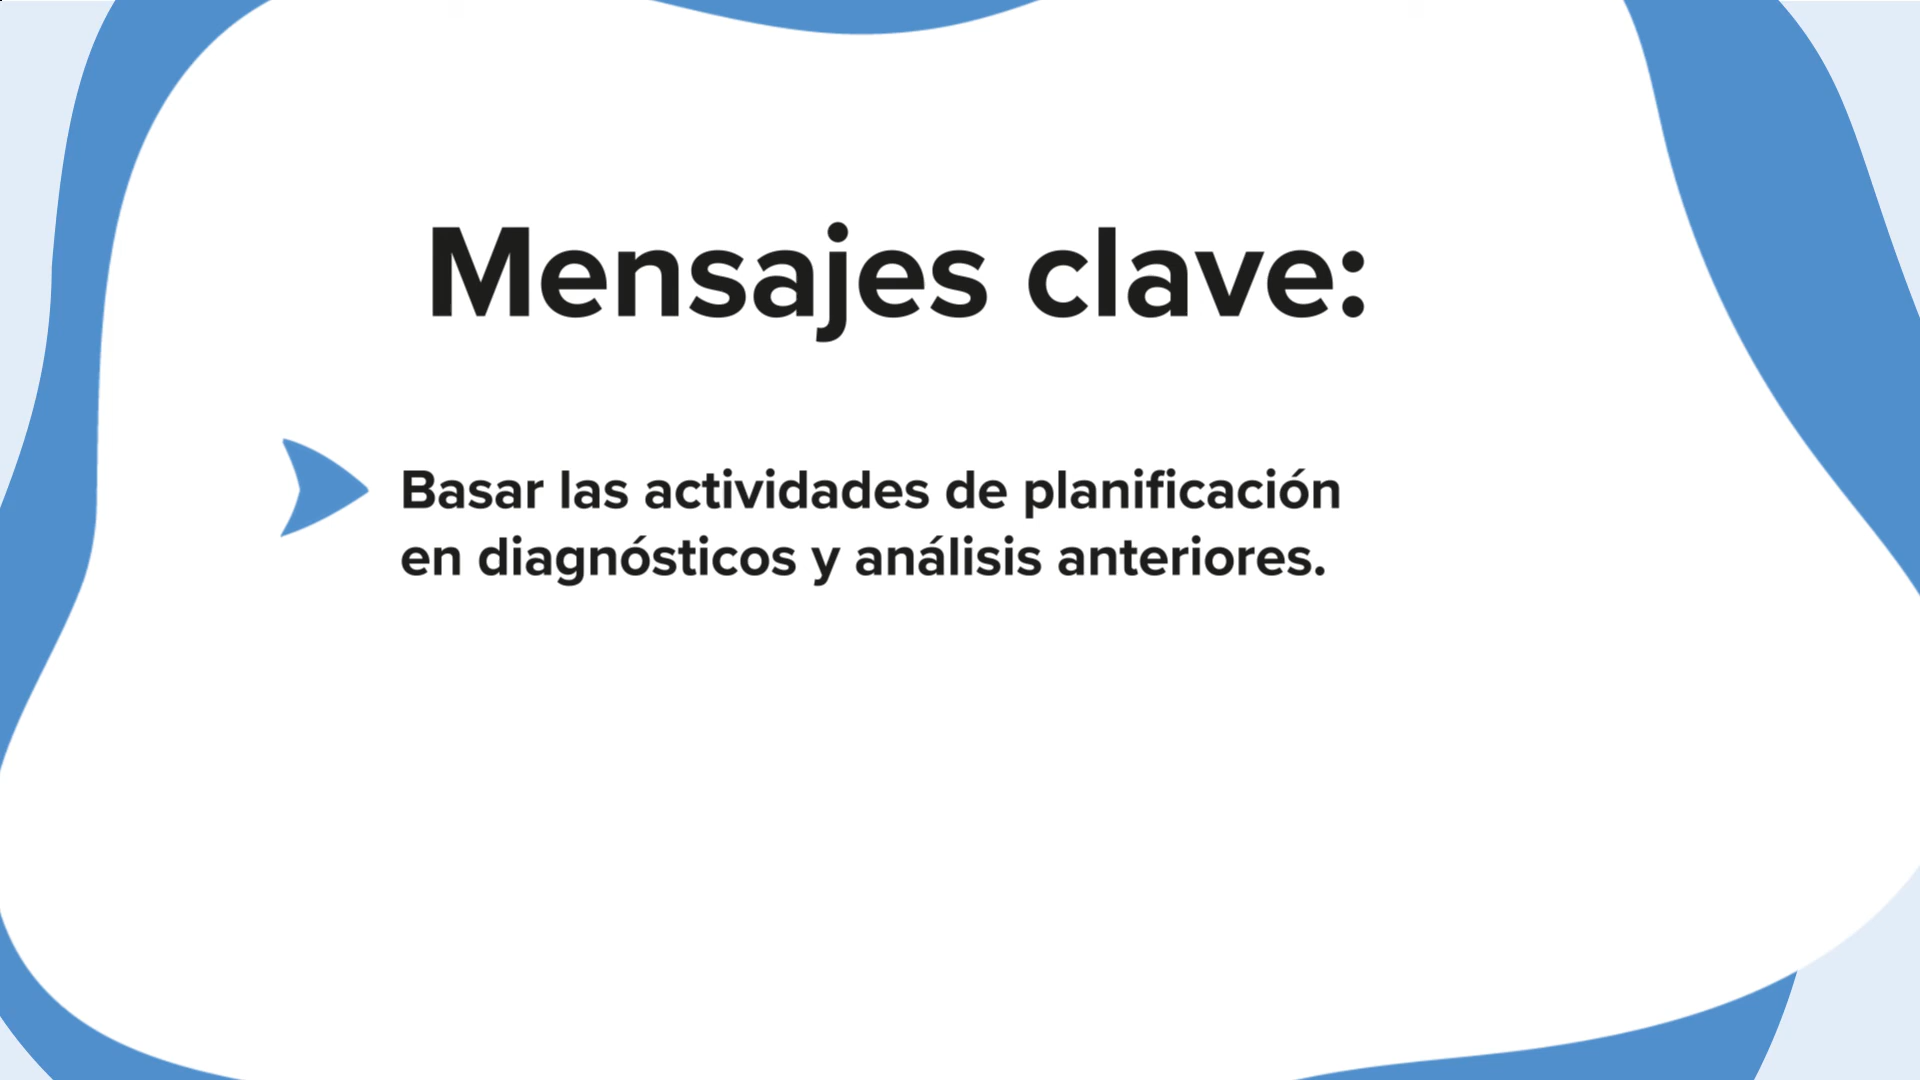 Mensajes clave:
Basar las actividades de planificación
en diagnósticos y análisis anteriores.